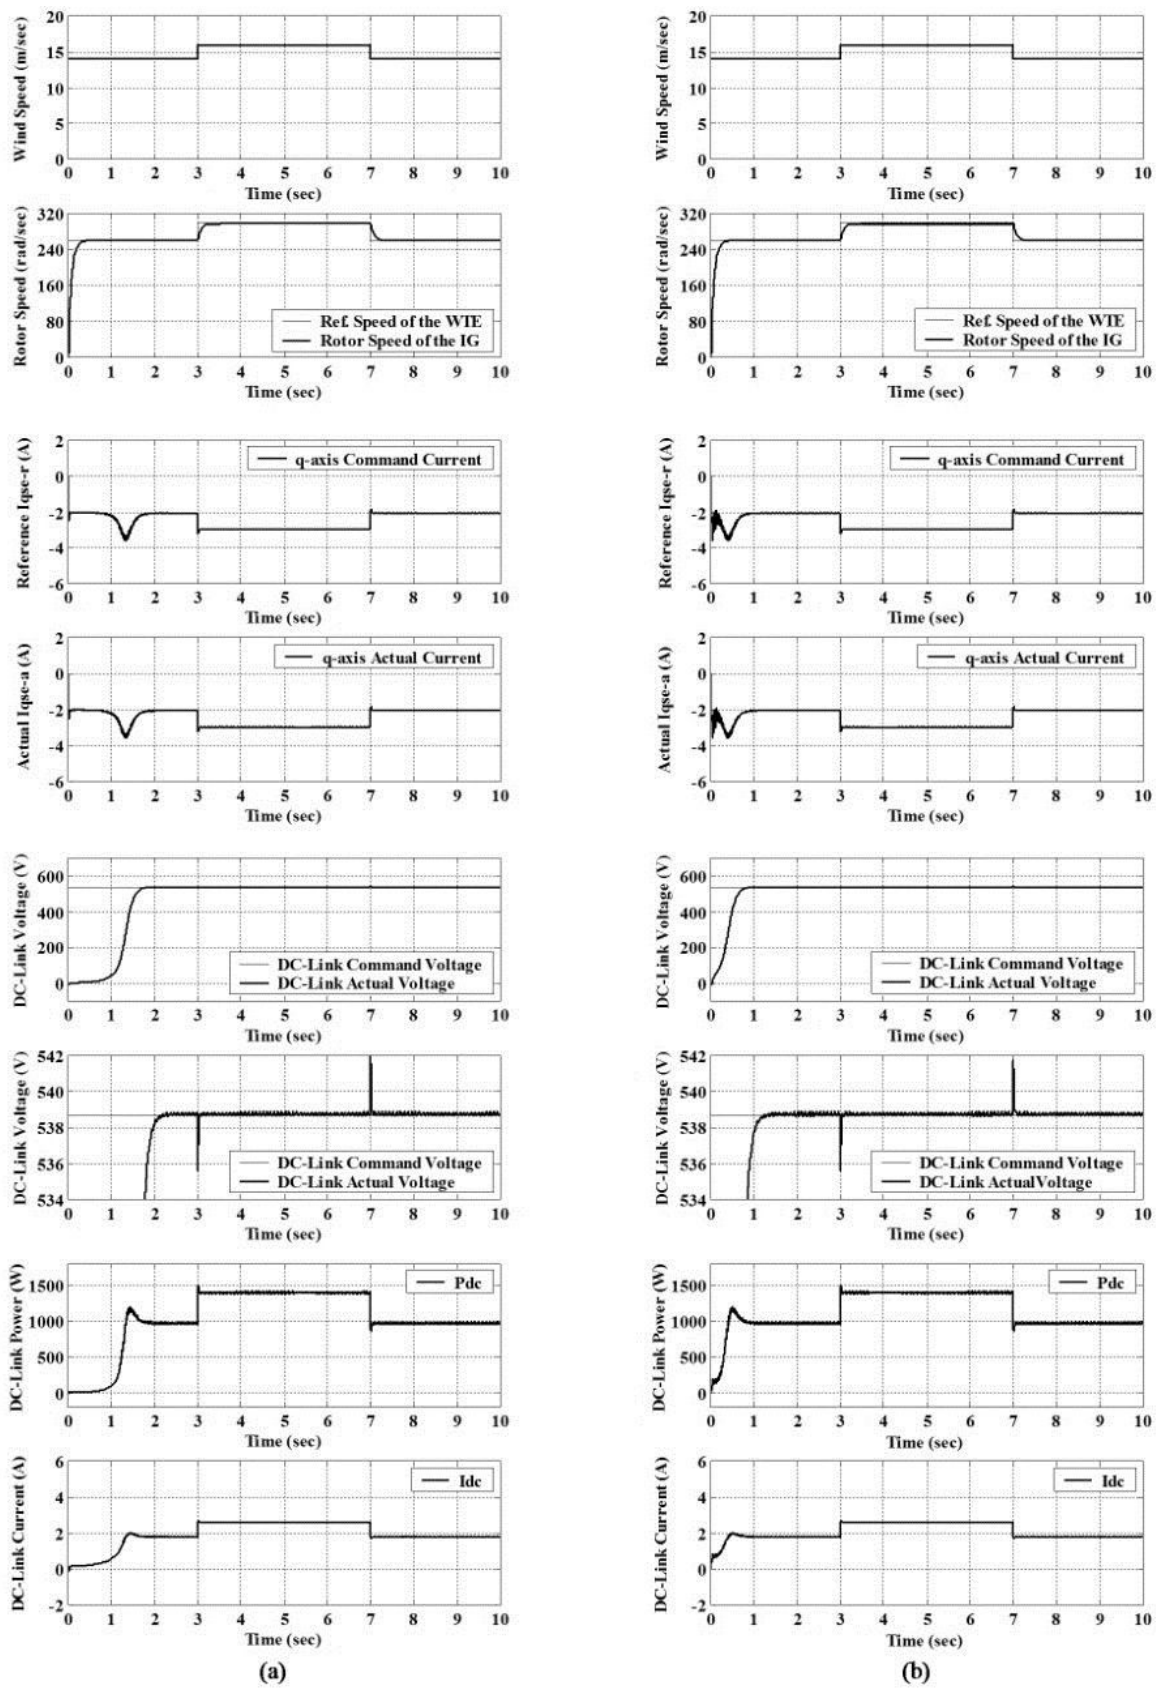 20
15
10
5
0
Wind Speed (m/sec)
0 1 2 3 4 5 6 7 8 9 10
Time (sec)
320
240
160
80
0
Rotor Speed (rad/sec)
Ref. Speed of the WTE
Rotor Speed of the IG
0 1 2 3 4 5 6 7 8 9 10
Time (sec)
2
0
-2
-4
-6
Reference Iqse-r (A)
q-axis Command Current
0 1 2 3 4 5 6 7 8 9 10
Time (sec)
2
0
-2
-4
-6
Actual Iqse-a (A)
q-axis Actual Current
0 1 2 3 4 5 6 7 8 9 10
Time (sec)
600
400
200
0
DC-Link Voltage (V)
DC-Link Command Voltage
DC-Link Actual Voltage
0 1 2 3 4 5 6 7 8 9 10
Time (sec)
542
540
538
536
534
DC-Link Voltage (V)
DC-Link Command Voltage
DC-Link Actual Voltage
0 1 2 3 4 5 6 7 8 9 10
Time (sec)
1500
1000
500
0
DC-Link Power (W)
Pdc
0 1 2 3 4 5 6 7 8 9 10
Time (sec)
6
4
2
0
-2
DC-Link Current (A)
Idc
0 1 2 3 4 5 6 7 8 9 10
Time (sec)
(a)
20
15
10
5
0
Wind Speed (m/sec)
0 1 2 3 4 5 6 7 8 9 10
Time (sec)
320
240
160
80
0
Rotor Speed (rad/sec)
Ref. Speed of the WTE
Rotor Speed of the IG
0 1 2 3 4 5 6 7 8 9 10
Time (sec)
2
0
-2
-4
-6
Reference Iqse-r (A)
q-axis Command Current
0 1 2 3 4 5 6 7 8 9 10
Time (sec)
2
0
-2
-4
-6
Actual Iqse-a (A)
q-axis Actual Current
0 1 2 3 4 5 6 7 8 9 10
Time (sec)
600
400
200
0
DC-Link Voltage (V)
DC-Link Command Voltage
DC-Link Actual Voltage
0 1 2 3 4 5 6 7 8 9 10
Time (sec)
542
540
538
536
534
DC-Link Voltage (V)
DC-Link Command Voltage
DC-Link ActualVoltage
0 1 2 3 4 5 6 7 8 9 10
Time (sec)
1500
1000
500
0
DC-Link Power (W)
Pdc
0 1 2 3 4 5 6 7 8 9 10
Time (sec)
6
4
2
0
-2
DC-Link Current (A)
Idc
0 1 2 3 4 5 6 7 8 9 10
Time (sec)
(b)